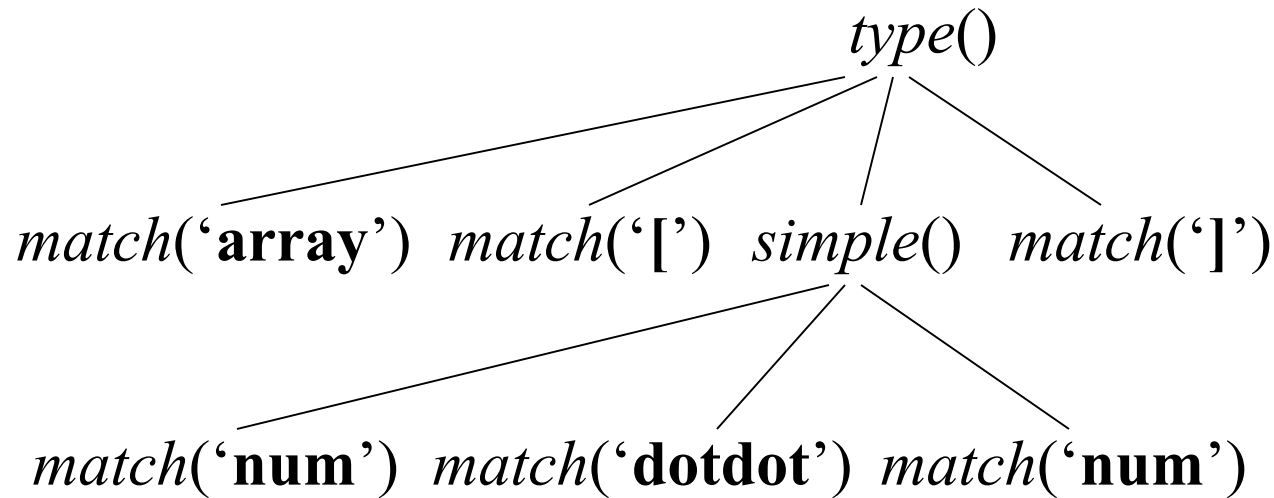 type()
match(‘array’) match(‘[’) simple() match(‘]’)
match(‘num’) match(‘dotdot’) match(‘num’)